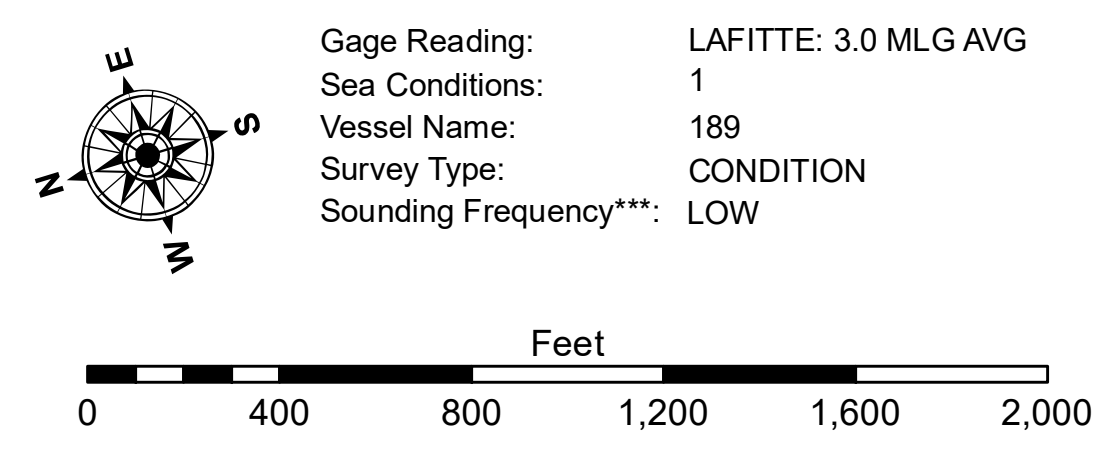 E
S
N
W
Gage Reading: LAFITTE: 3.0 MLG AVG
Sea Conditions: 1
Vessel Name: 189
Survey Type: CONDITION
Sounding Frequency***: LOW
Feet
0 400 800 1,200 1,600 2,000